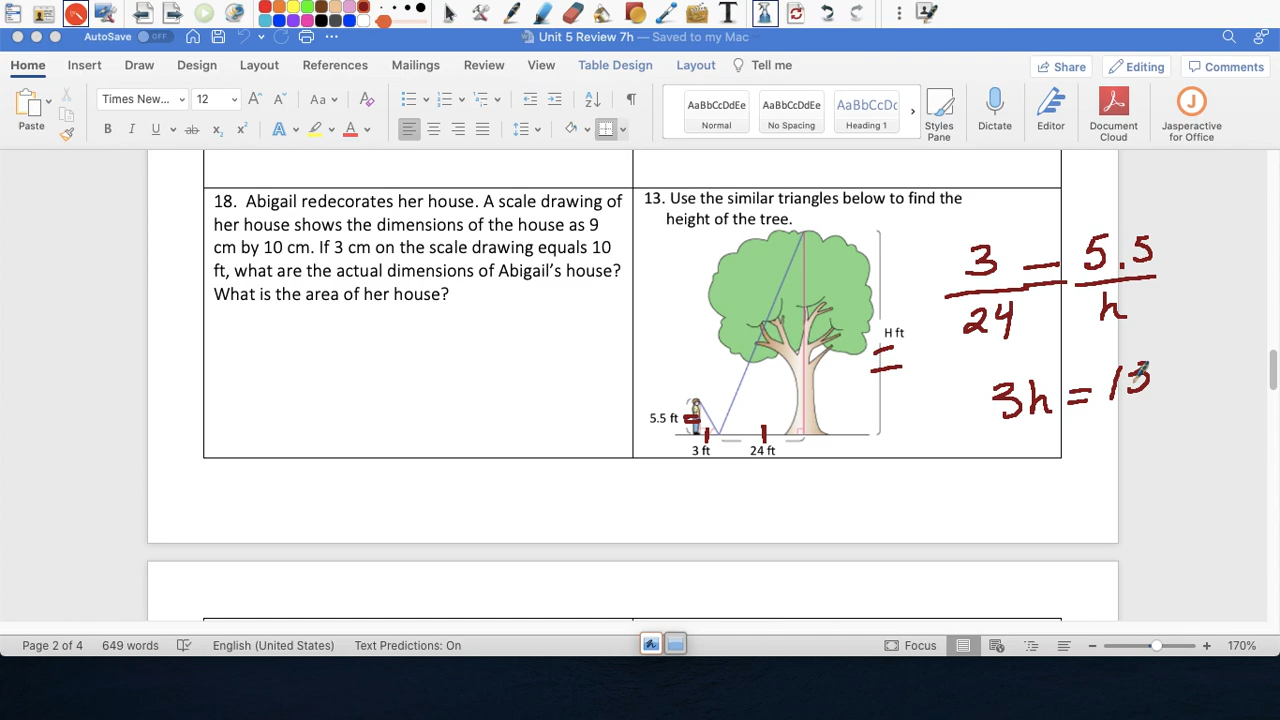 AutoSave OFF
Unit 5 Review 7h — Saved to my Mac
Home Insert Draw Design Layout References Mailings Review View Table Design Layout Tell me
Share Editing Comments
Paste
Times New... 12
AaBbCcDdEe Normal
AaBbCcDdEe No Spacing
AaBbCcDc Heading 1
Styles Pane
Dictate
Editor
Document Cloud
Jasperactive for Office
18. Abigail redecorates her house. A scale drawing of
her house shows the dimensions of the house as 9
cm by 10 cm. If 3 cm on the scale drawing equals 10
ft, what are the actual dimensions of Abigail's house?
What is the area of her house?
13. Use the similar triangles below to find the
height of the tree.
H ft
5.5 ft
3 ft 24 ft
3/24 = 5.5/h
3h = 13
Page 2 of 4 649 words English (United States) Text Predictions: On Focus 170%